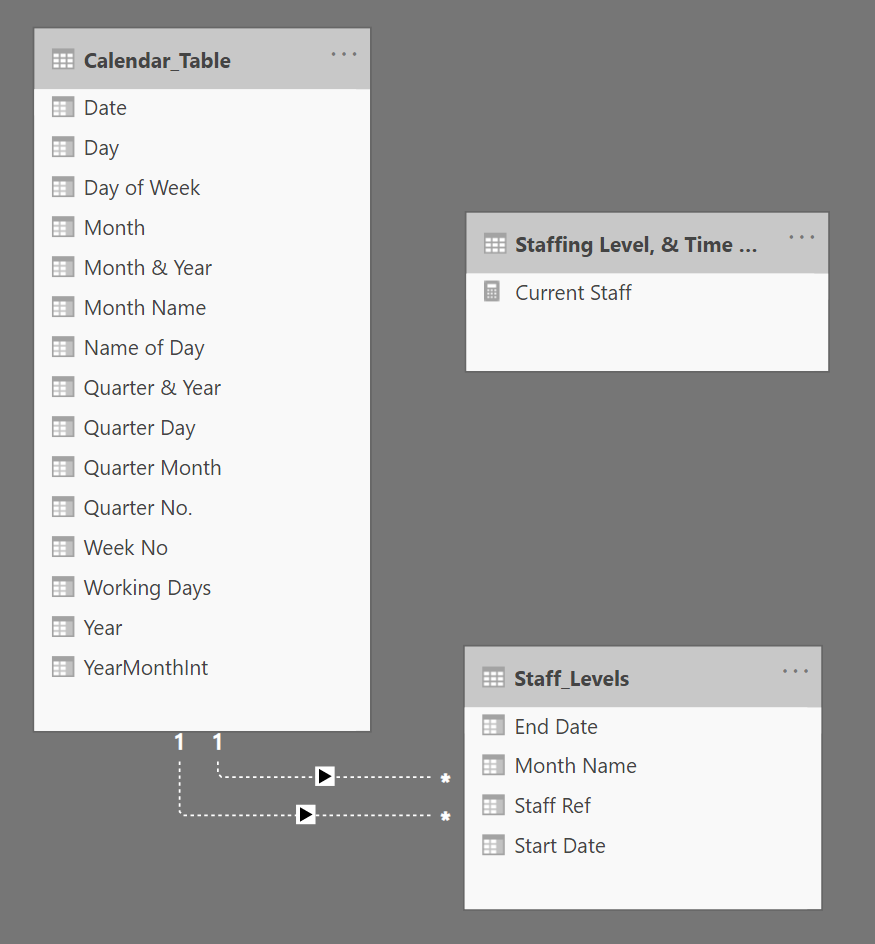 Calendar_Table ...
Date
Day
Day of Week
Month
Month & Year
Month Name
Name of Day
Quarter & Year
Quarter Day
Quarter Month
Quarter No.
Week No
Working Days
Year
YearMonthInt
Staffing Level, & Time ... ...
Current Staff
1 1
*
*
Staff_Levels ...
End Date
Month Name
Staff Ref
Start Date